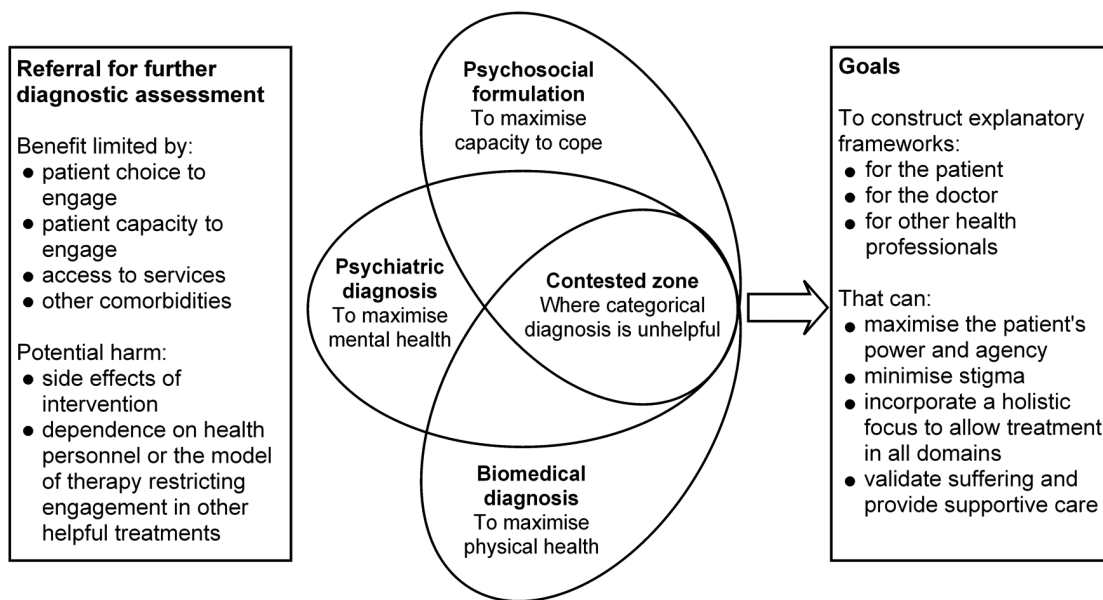 Referral for further
diagnostic assessment
Benefit limited by:
● patient choice to
engage
● patient capacity to
engage
● access to services
● other comorbidities
Potential harm:
● side effects of
intervention
● dependence on health
personnel or the model
of therapy restricting
engagement in other
helpful treatments
Psychosocial
formulation
To maximise
capacity to cope
Psychiatric
diagnosis
To maximise
mental health
Contested zone
Where categorical
diagnosis is unhelpful
Biomedical
diagnosis
To maximise
physical health
Goals
To construct explanatory
frameworks:
● for the patient
● for the doctor
● for other health
professionals
That can:
● maximise the patient's
power and agency
● minimise stigma
● incorporate a holistic
focus to allow treatment
in all domains
● validate suffering and
provide supportive care